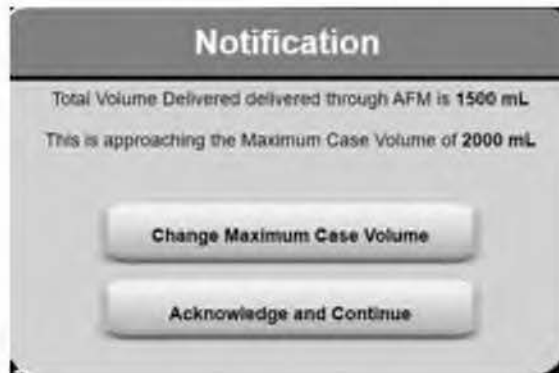 Notification
Total Volume Delivered delivered through AFM is 1500 mL
This is approaching the Maximum Case Volume of 2000 mL
Change Maximum Case Volume
Acknowledge and Continue